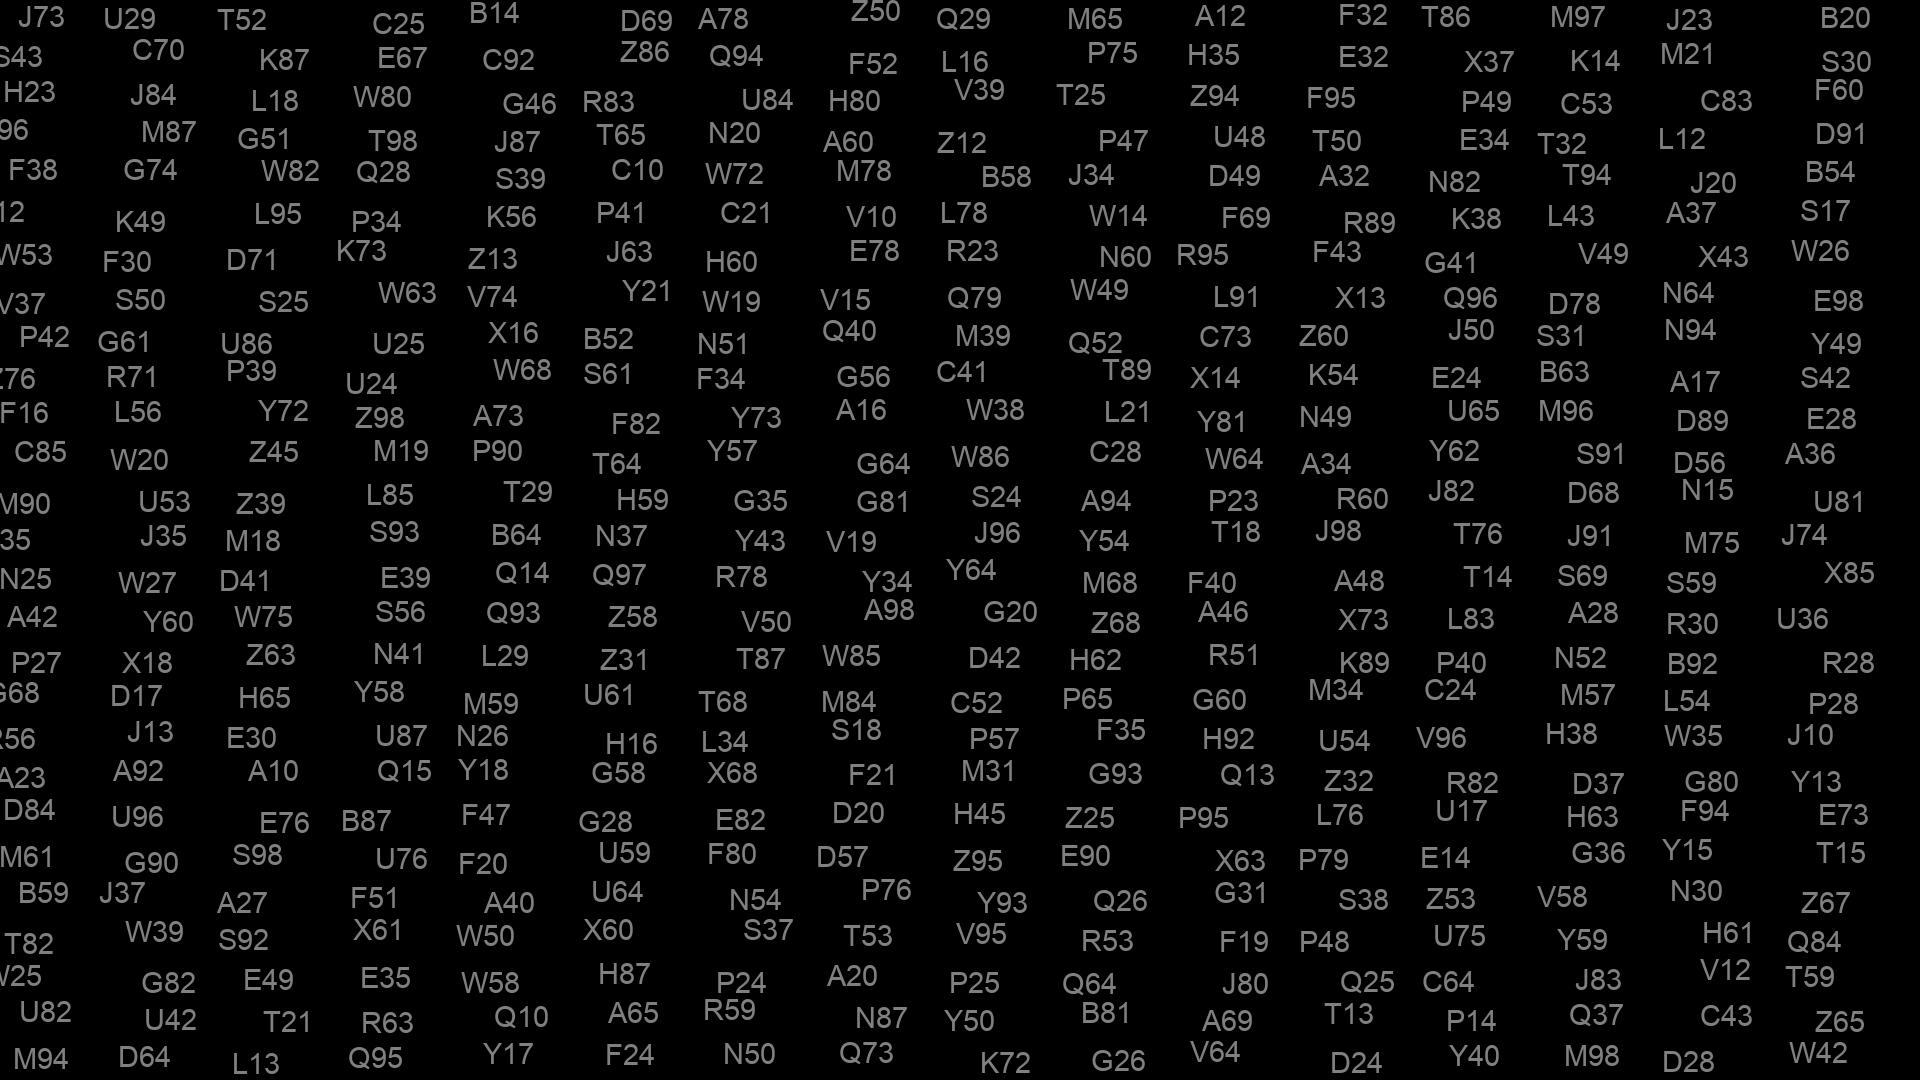 J73 U29 T52 C25 B14 D69 A78 Z50 Q29 M65 A12 F32 T86 M97 J23 B20
S43 C70 K87 E67 C92 Z86 Q94 F52 L16 P75 H35 E32 X37 K14 M21 S30
H23 J84 L18 W80 G46 R83 U84 H80 V39 T25 Z94 F95 P49 C53 C83 F60
96 M87 G51 T98 J87 T65 N20 A60 Z12 P47 U48 T50 E34 T32 L12 D91
F38 G74 W82 Q28 S39 C10 W72 M78 B58 J34 D49 A32 N82 T94 J20 B54
12 K49 L95 P34 K56 P41 C21 V10 L78 W14 F69 R89 K38 L43 A37 S17
W53 F30 D71 K73 Z13 J63 H60 E78 R23 N60 R95 F43 G41 V49 X43 W26
V37 S50 S25 W63 V74 Y21 W19 V15 Q79 W49 L91 X13 Q96 D78 N64 E98
P42 G61 U86 U25 X16 B52 N51 Q40 M39 Q52 C73 Z60 J50 S31 N94 Y49
Z76 R71 P39 U24 W68 S61 F34 G56 C41 T89 X14 K54 E24 B63 A17 S42
F16 L56 Y72 Z98 A73 F82 Y73 A16 W38 L21 Y81 N49 U65 M96 D89 E28
C85 W20 Z45 M19 P90 T64 Y57 G64 W86 C28 W64 A34 Y62 S91 D56 A36
M90 U53 Z39 L85 T29 H59 G35 G81 S24 A94 P23 R60 J82 D68 N15 U81
35 J35 M18 S93 B64 N37 Y43 V19 J96 Y54 T18 J98 T76 J91 M75 J74
N25 W27 D41 E39 Q14 Q97 R78 Y34 Y64 M68 F40 A48 T14 S69 S59 X85
A42 Y60 W75 S56 Q93 Z58 V50 A98 G20 Z68 A46 X73 L83 A28 R30 U36
P27 X18 Z63 N41 L29 Z31 T87 W85 D42 H62 R51 K89 P40 N52 B92 R28
G68 D17 H65 Y58 M59 U61 T68 M84 C52 P65 G60 M34 C24 M57 L54 P28
R56 J13 E30 U87 N26 H16 L34 S18 P57 F35 H92 U54 V96 H38 W35 J10
A23 A92 A10 Q15 Y18 G58 X68 F21 M31 G93 Q13 Z32 R82 D37 G80 Y13
D84 U96 E76 B87 F47 G28 E82 D20 H45 Z25 P95 L76 U17 H63 F94 E73
M61 G90 S98 U76 F20 U59 F80 D57 Z95 E90 X63 P79 E14 G36 Y15 T15
B59 J37 A27 F51 A40 U64 N54 P76 Y93 Q26 G31 S38 Z53 V58 N30 Z67
T82 W39 S92 X61 W50 X60 S37 T53 V95 R53 F19 P48 U75 Y59 H61 Q84
W25 G82 E49 E35 W58 H87 P24 A20 P25 Q64 J80 Q25 C64 J83 V12 T59
U82 U42 T21 R63 Q10 A65 R59 N87 Y50 B81 A69 T13 P14 Q37 C43 Z65
M94 D64 L13 Q95 Y17 F24 N50 Q73 K72 G26 V64 D24 Y40 M98 D28 W42